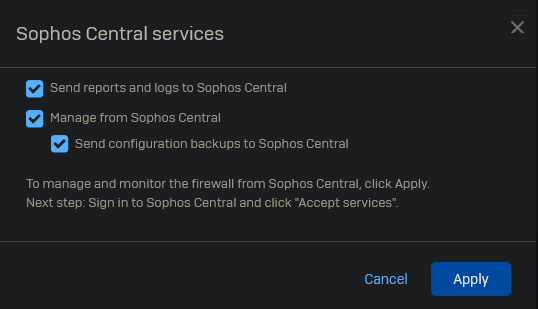 Sophos Central services
Send reports and logs to Sophos Central
Manage from Sophos Central
Send configuration backups to Sophos Central
To manage and monitor the firewall from Sophos Central, click Apply.
Next step: Sign in to Sophos Central and click "Accept services".
Cancel Apply